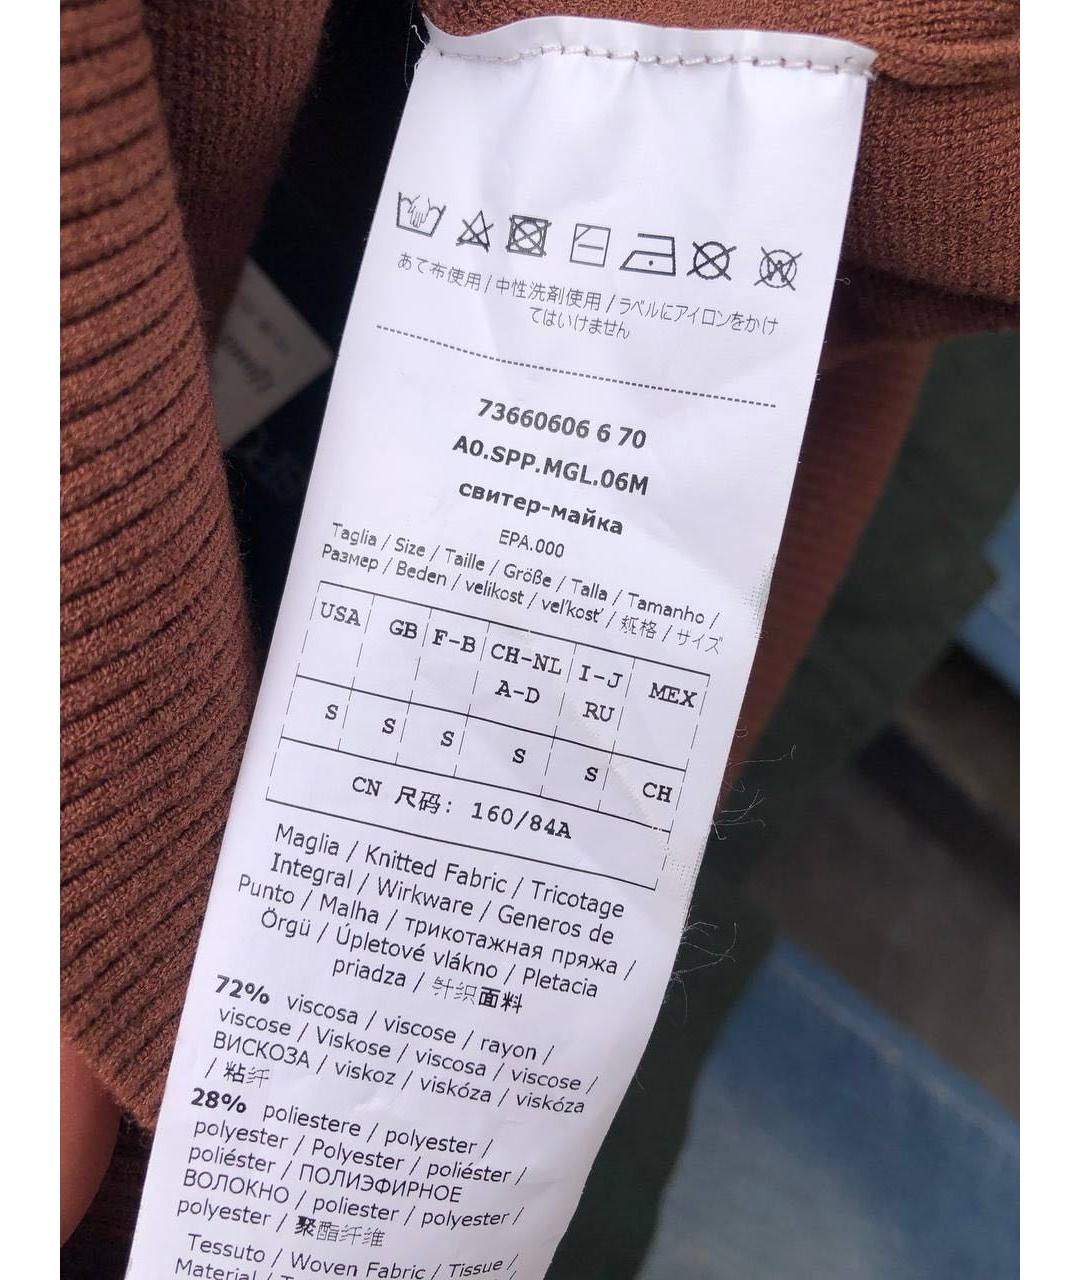 あて布使用 / 中性洗剤使用 / ラベルにアイロンをかけ
てはいけません
73660606 6 70
A0.SPP.MGL.06M
свитер-майка
EPA.000
Taglia / Size / Taille / Größe / Talla / Tamanho /
Размер / Beden / velikost / veľkosť / 规格 / サイズ
USA GB F-B CH-NL I-J MEX
A-D RU
S S S S S CH
CN 尺码: 160/84A
Maglia / Knitted Fabric / Tricotage
Integral / Wirkware / Generos de
Punto / Malha / трикотажная пряжа /
Örgü / Úpletové vlákno / Pletacia
priadza / 针织面料
72% viscosa / viscose / rayon /
viscose / Viskose / viscosa / viscose /
ВИСКОЗА / viskoz / viskóza / viskóza
/ 粘纤
28% poliestere / polyester /
polyester / Polyester / poliéster /
poliéster / ПОЛИЭФИРНОЕ
ВОЛОКНО / poliester / polyester /
polyester / 聚酯纤维
Tessuto / Woven Fabric / Tissue /
Material /